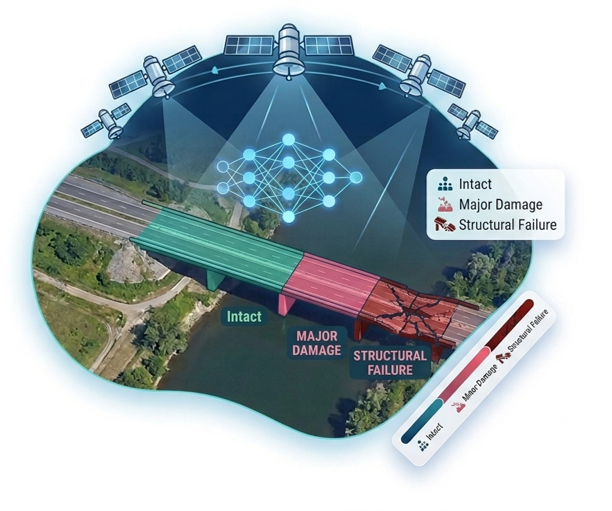 Intact
Major Damage
Structural Failure
Intact
MAJOR
DAMAGE
STRUCTURAL
FAILURE
Intact
Major Damage
Structural Failure